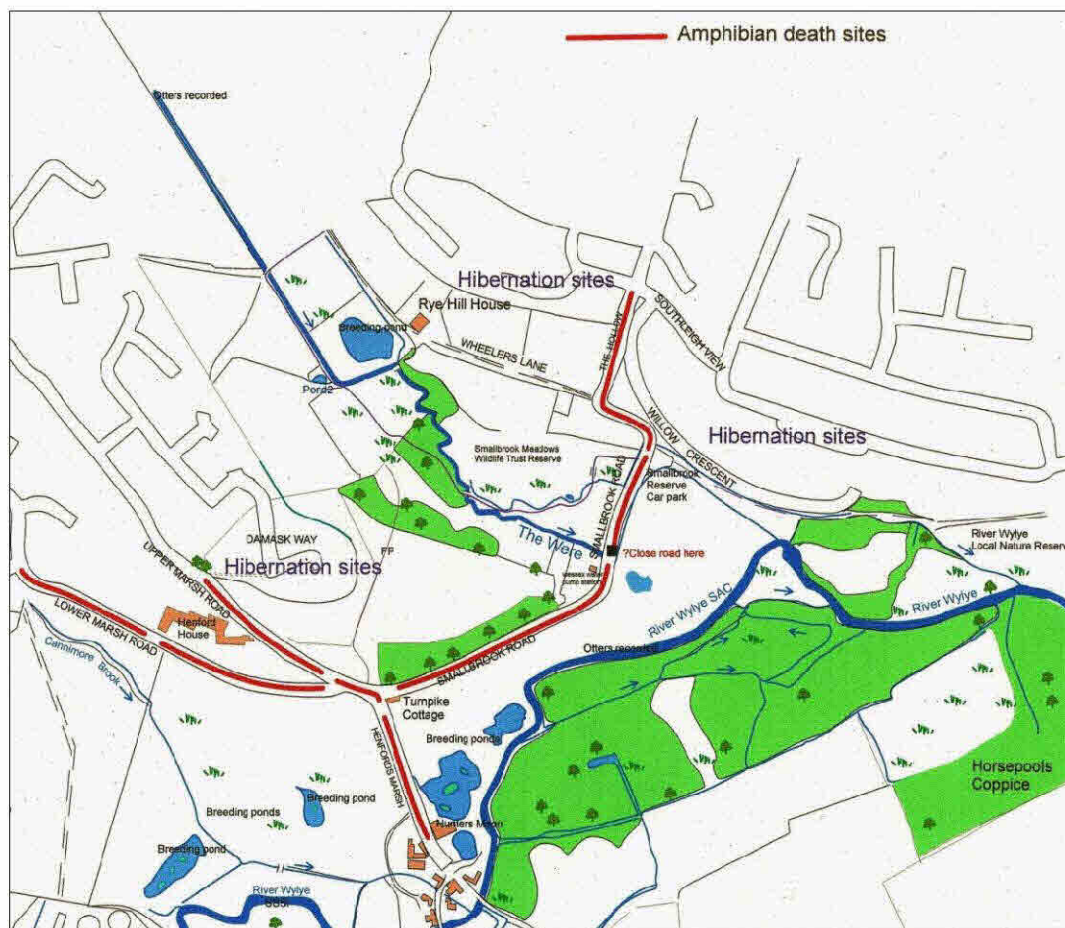 Amphibian death sites
Otters recorded
Hibernation sites
Rye Hill House
Breeding pond
WHEELERS LANE
THE HOLLOW
SOUTHLEIGH VIEW
Pond2
WILLOW CRESCENT
Hibernation sites
Smallbrook Meadows
Wildlife Trust Reserve
SMALLBROOK ROAD
Smallbrook
Reserve
Car park
The Were
?Close road here
River Wylye
Local Nature Reserve
DAMASK WAY
FP
Hibernation sites
UPPER MARSH ROAD
pump station
River Wylye SAC
River Wylye
LOWER MARSH ROAD
Henford
House
Cannimore Brook
SMALLBROOK ROAD
Otters recorded
Turnpike
Cottage
HENFORDS MARSH
Breeding ponds
Horsepools
Coppice
Breeding pond
Breeding ponds
Hunters Moon
Breeding pond
River Wylye
SSSI